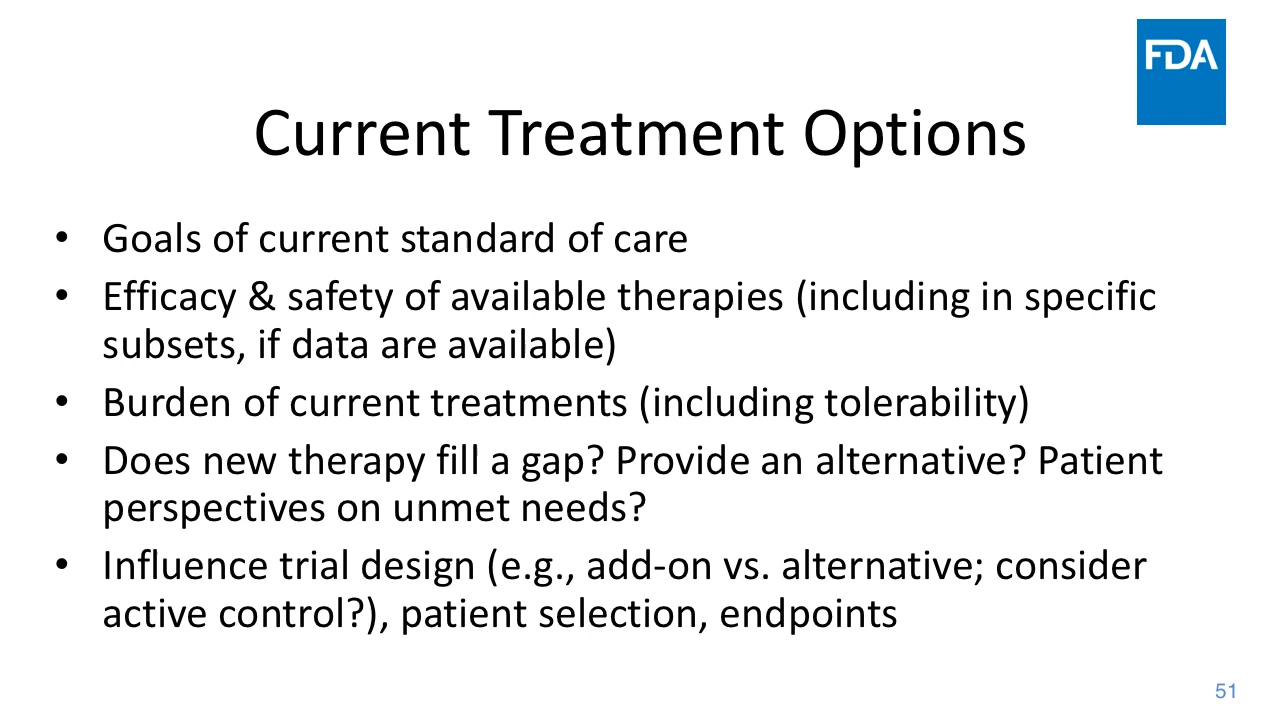 FDA
Current Treatment Options
• Goals of current standard of care
• Efficacy & safety of available therapies (including in specific
subsets, if data are available)
• Burden of current treatments (including tolerability)
• Does new therapy fill a gap? Provide an alternative? Patient
perspectives on unmet needs?
• Influence trial design (e.g., add-on vs. alternative; consider
active control?), patient selection, endpoints
51